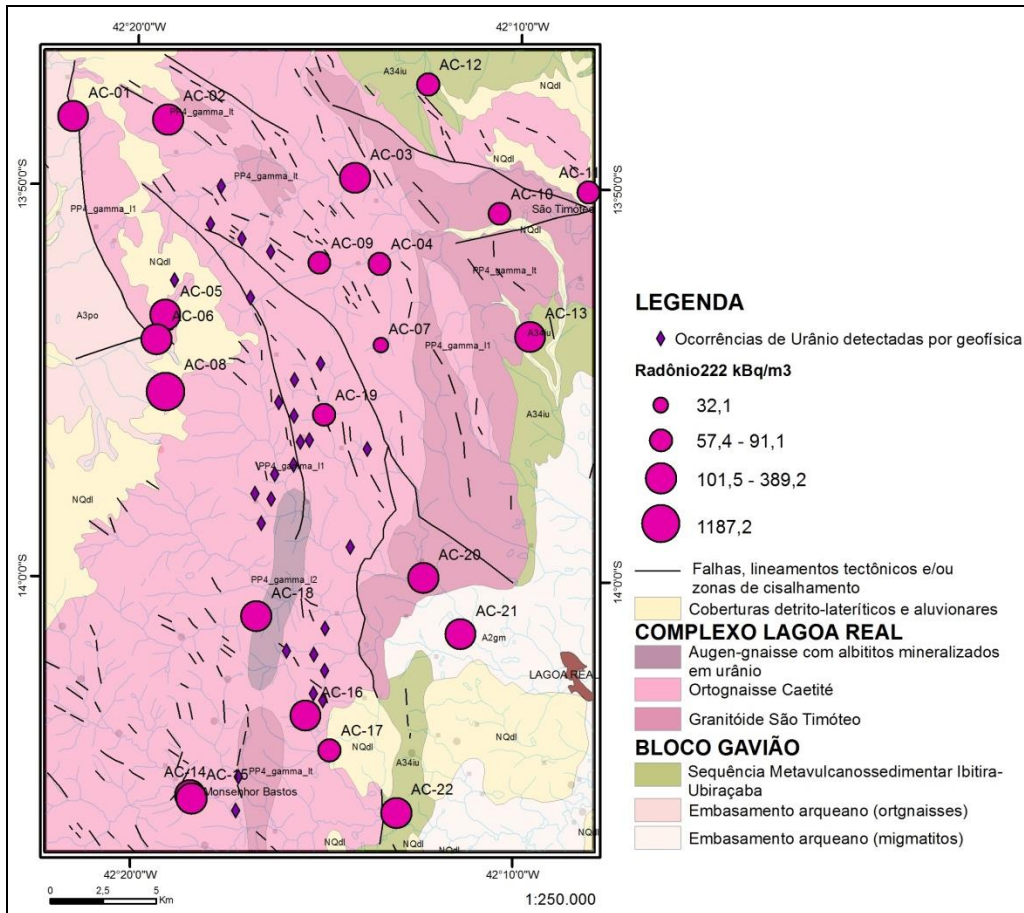 42°20'0"W
42°10'0"W
A34iu
AC-12
NQdl
AC-01
AC-02
PP4_gamma_lt
AC-03
NQdl
AC-11
13°50'0"S
13°50'0"S
PP4_gamma_lt
AC-10
São Timóteo
PP4_gamma_l1
NQdl
AC-09
AC-04
NQdl
PP4_gamma_lt
AC-05
A3po
AC-06
AC-13
A34iu
AC-07
PP4_gamma_l1
AC-08
AC-19
A34iu
PP4_gamma_l1
NQdl
AC-20
14°0'0"S
14°0'0"S
PP4_gamma_l2
AC-18
AC-21
A2gm
LAGOA REAL
AC-16
AC-17
NQdl
NQdl
A34iu
AC-14
AC-15
PP4_gamma_lt
Monsenhor Bastos
AC-22
NQdl
NQdl
42°20'0"W
42°10'0"W
0
2,5
5
Km
1:250.000
LEGENDA
Ocorrências de Urânio detectadas por geofísica
Radônio222 kBq/m3
32,1
57,4 - 91,1
101,5 - 389,2
1187,2
Falhas, lineamentos tectônicos e/ou
zonas de cisalhamento
Coberturas detrito-lateríticos e aluvionares
COMPLEXO LAGOA REAL
Augen-gnaisse com albititos mineralizados
em urânio
Ortognaisse Caetité
Granitóide São Timóteo
BLOCO GAVIÃO
Sequência Metavulcanossedimentar Ibitira-
Ubiraçaba
Embasamento arqueano (ortgnaisses)
Embasamento arqueano (migmatitos)